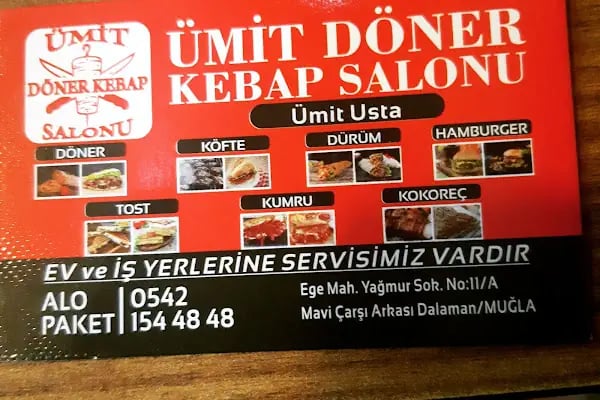 ÜMİT
DÖNER KEBAP
SALONU
ÜMİT DÖNER
KEBAP SALONU
Ümit Usta
DÖNER
KÖFTE
DÜRÜM
HAMBURGER
TOST
KUMRU
KOKOREÇ
EV ve İŞ YERLERİNE SERVİSİMİZ VARDIR
ALO
PAKET
0542
154 48 48
Ege Mah. Yağmur Sok. No:11/A
Mavi Çarşı Arkası Dalaman/MUĞLA